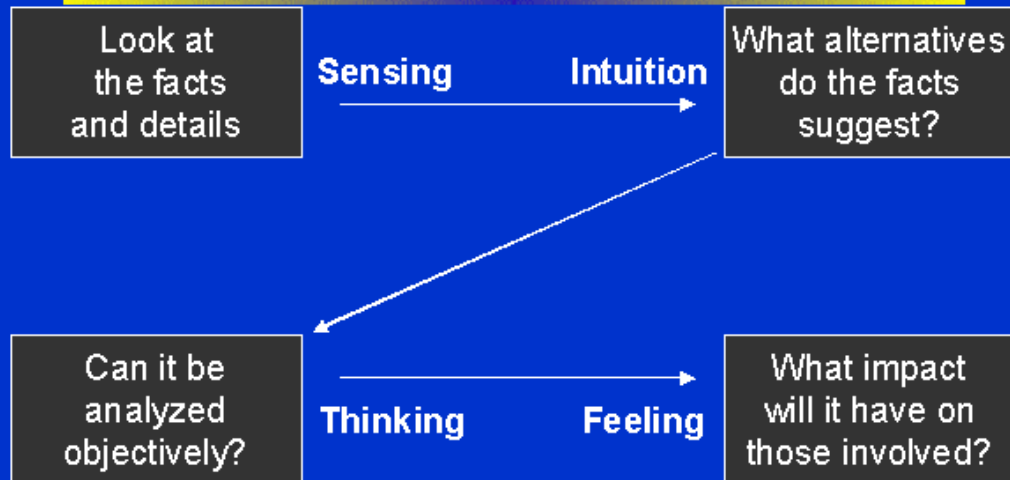 Look at
the facts
and details
Sensing
Intuition
What alternatives
do the facts
suggest?
Can it be
analyzed
objectively?
Thinking
Feeling
What impact
will it have on
those involved?